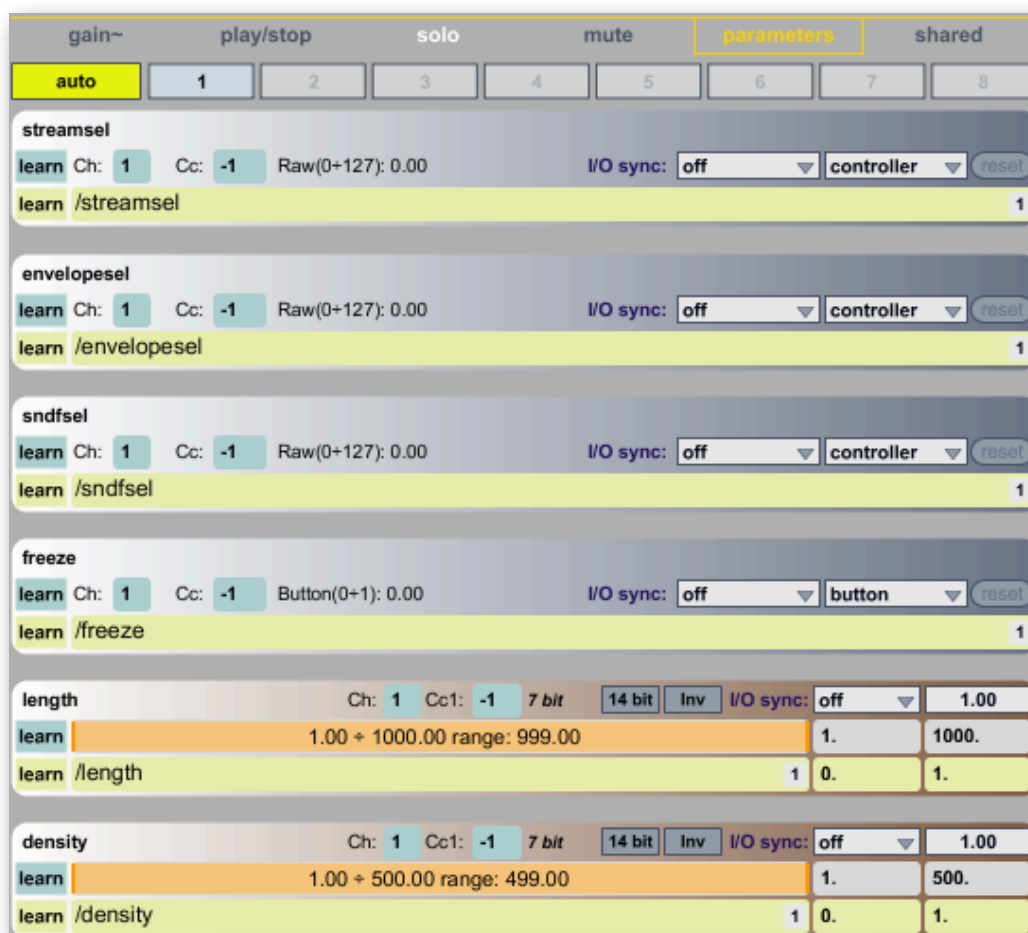 gain~ play/stop solo mute parameters shared
auto 1 2 3 4 5 6 7 8
streamsel
learn Ch: 1 Cc: -1 Raw(0÷127): 0.00 I/O sync: off controller reset
learn /streamsel 1
envelopesel
learn Ch: 1 Cc: -1 Raw(0÷127): 0.00 I/O sync: off controller reset
learn /envelopesel 1
sndfsel
learn Ch: 1 Cc: -1 Raw(0÷127): 0.00 I/O sync: off controller reset
learn /sndfsel 1
freeze
learn Ch: 1 Cc: -1 Button(0÷1): 0.00 I/O sync: off button reset
learn /freeze 1
length Ch: 1 Cc1: -1 7 bit 14 bit Inv I/O sync: off 1.00
learn 1.00 ÷ 1000.00 range: 999.00 1. 1000.
learn /length 1 0. 1.
density Ch: 1 Cc1: -1 7 bit 14 bit Inv I/O sync: off 1.00
learn 1.00 ÷ 500.00 range: 499.00 1. 500.
learn /density 1 0. 1.